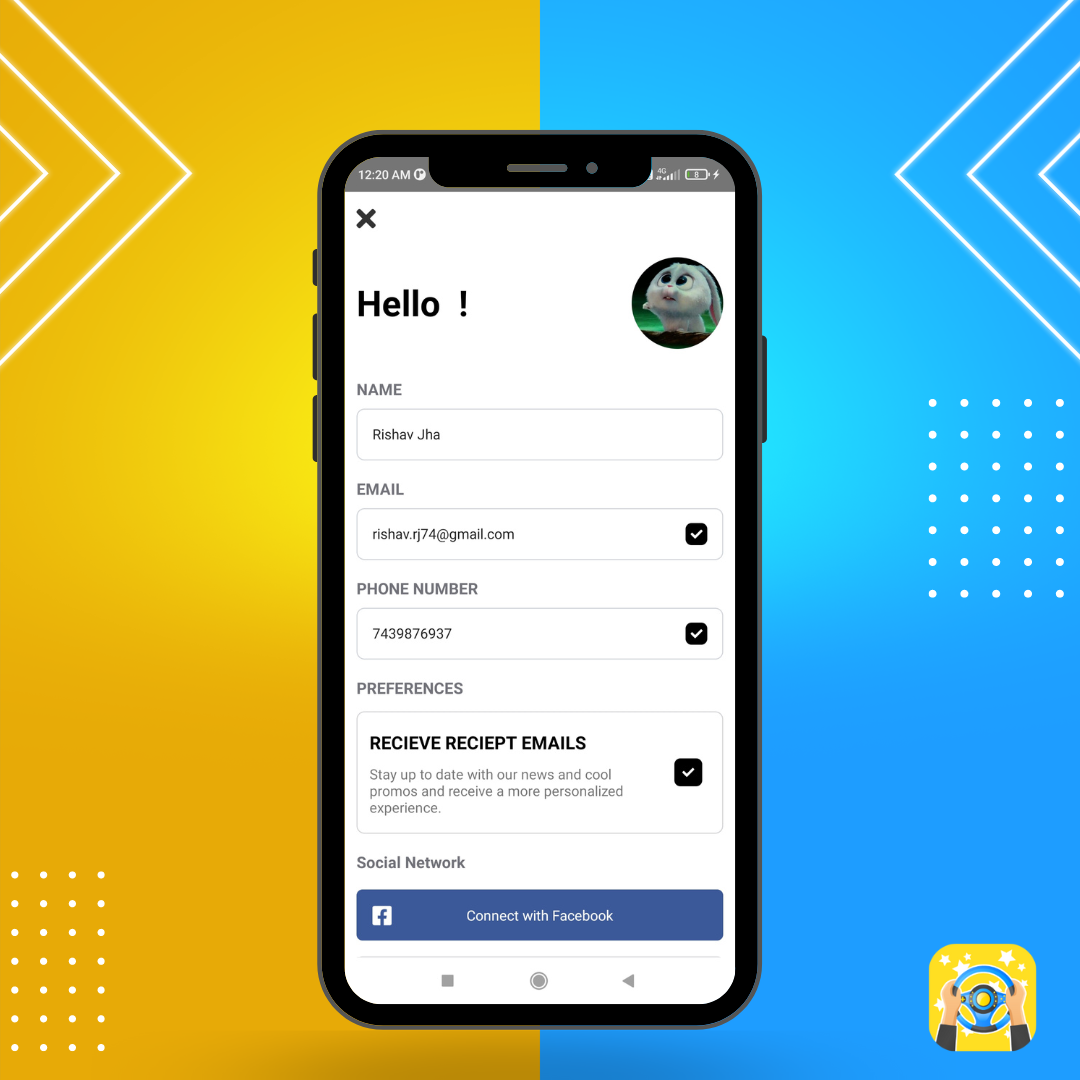 12:20 AM
4G
8
Hello !
NAME
Rishav Jha
EMAIL
rishav.rj74@gmail.com
PHONE NUMBER
7439876937
PREFERENCES
RECIEVE RECIEPT EMAILS
Stay up to date with our news and cool
promos and receive a more personalized
experience.
Social Network
Connect with Facebook